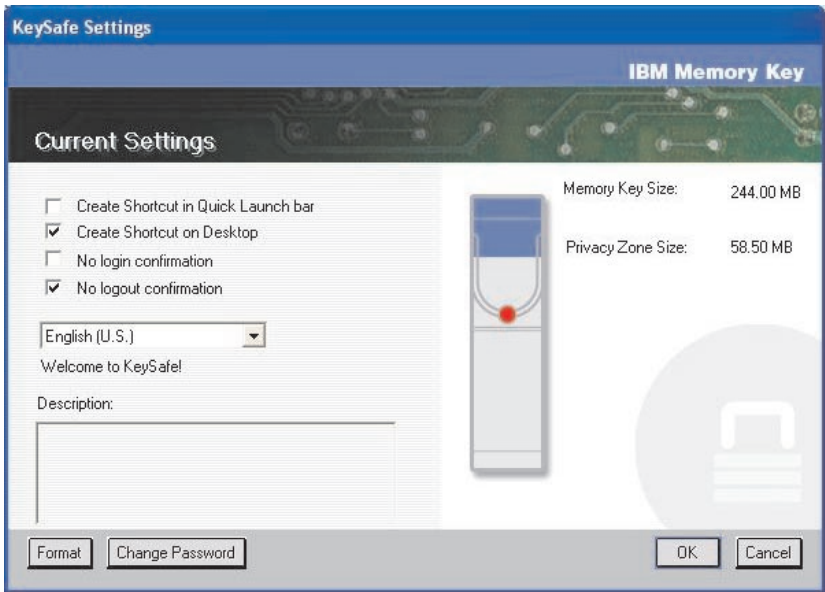 KeySafe Settings
IBM Memory Key
Current Settings
Create Shortcut in Quick Launch bar
Create Shortcut on Desktop
No login confirmation
No logout confirmation
English (U.S.)
Welcome to KeySafe!
Description:
Memory Key Size: 244.00 MB
Privacy Zone Size: 58.50 MB
Format Change Password OK Cancel